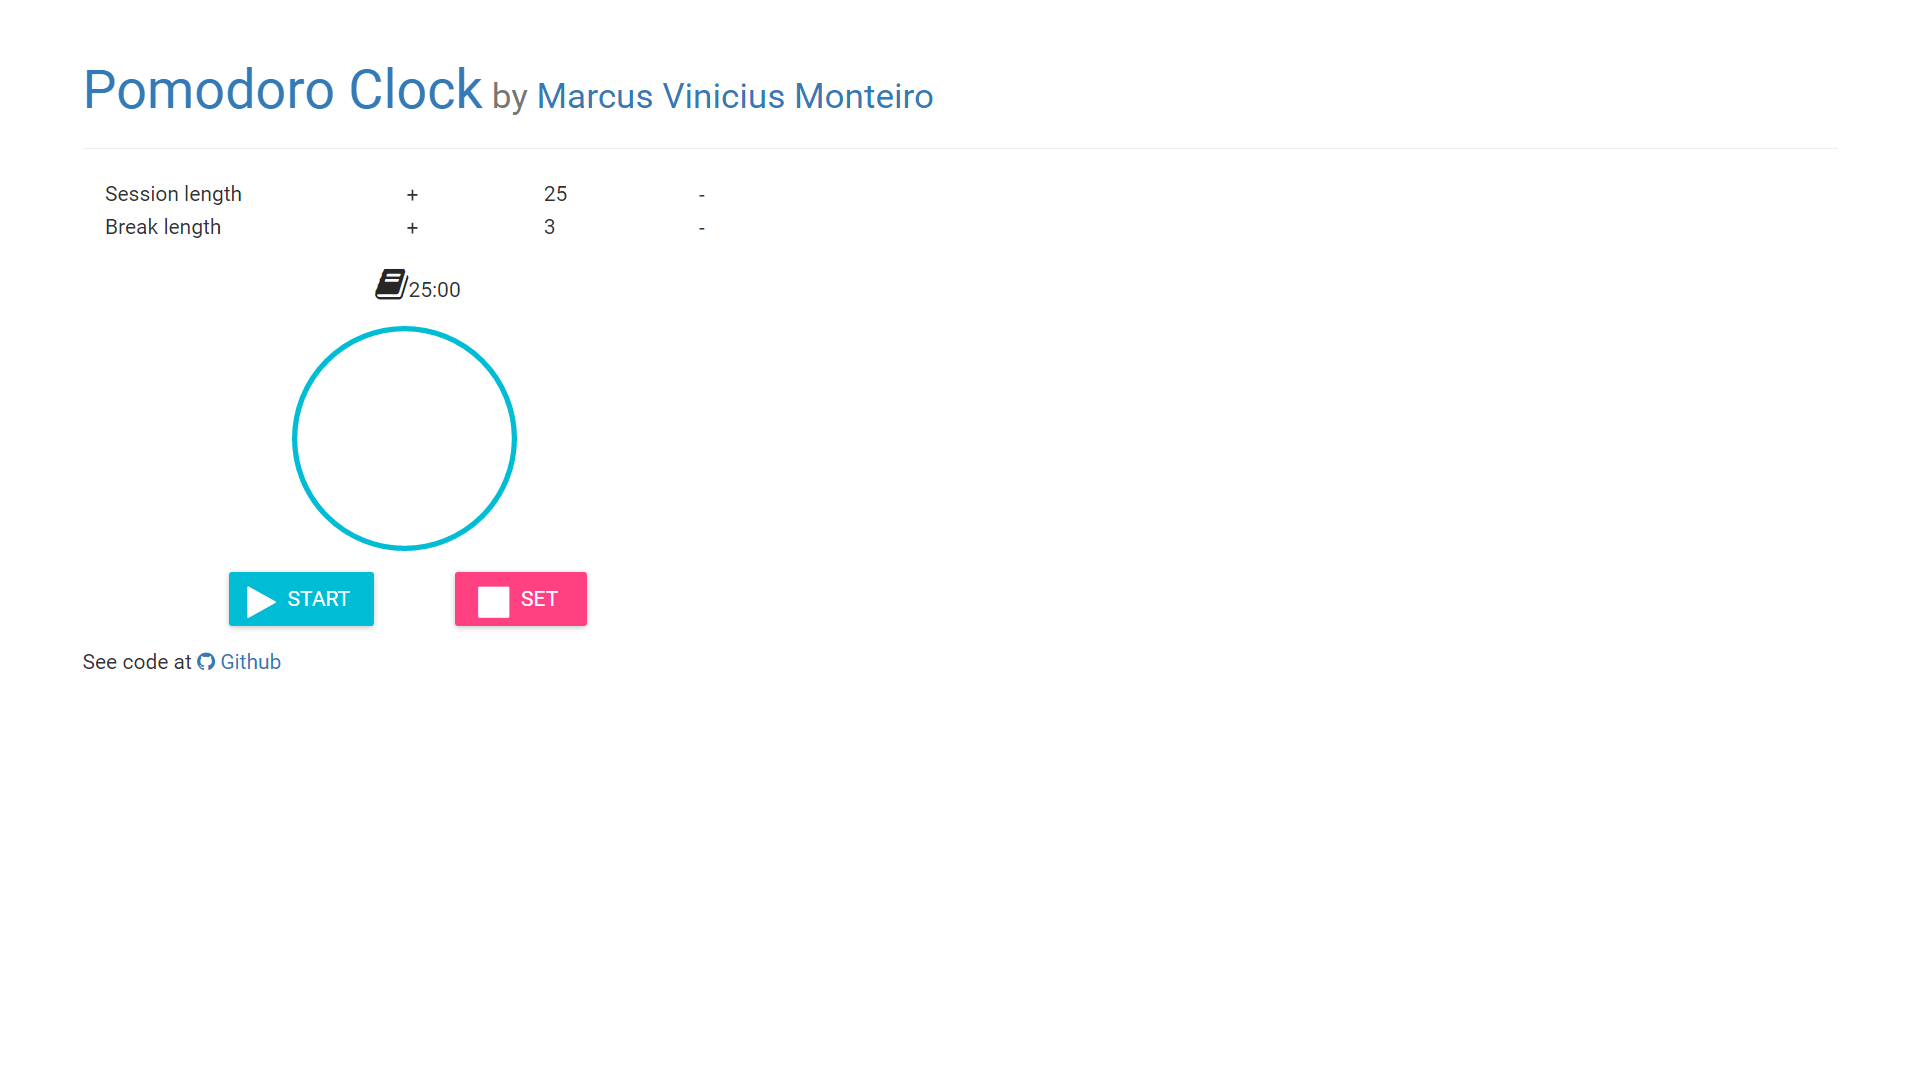 Pomodoro Clock by Marcus Vinicius Monteiro
Session length + 25 -
Break length + 3 -
25:00
START SET
See code at Github